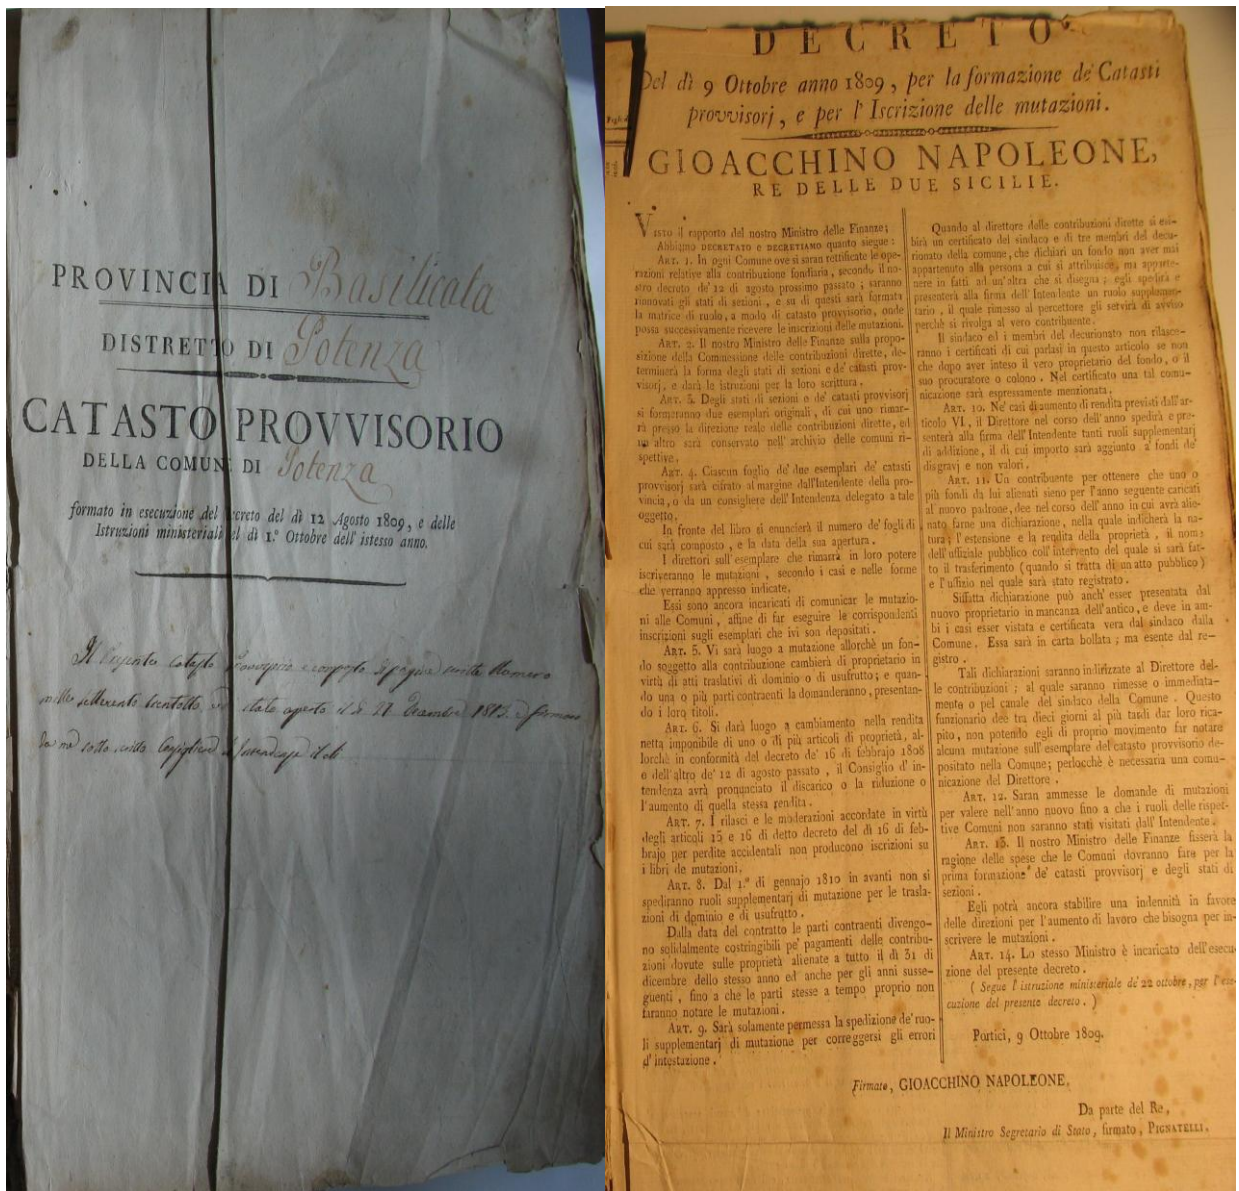 PROVINCIA DI Basilicata
DISTRETTO DI Potenza
CATASTO PROVVISORIO
DELLA COMUNE DI Potenza
formato in esecuzione del decreto del dì 12 Agosto 1809, e delle
Istruzioni ministeriali del dì 1.º Ottobre dell'istesso anno.
Il presente catasto provvisorio è composto di pagine scritte numero
mille settecento trentotto, ed è stato aperto il dì 21 Decembre 1813. e firmato
da noi sotto scritto Consigliere
DECRETO
Del dì 9 Ottobre anno 1809, per la formazione de' Catasti
provvisorj, e per l'Iscrizione delle mutazioni.
GIOACCHINO NAPOLEONE,
RE DELLE DUE SICILIE.
VISTO il rapporto del nostro Ministro delle Finanze;
Abbiamo DECRETATO E DECRETIAMO quanto siegue:
ART. 1. In ogni Comune ove si saran rettificate le ope-
razioni relative alla contribuzione fondiaria, secondo il no-
stro decreto de' 12 di agosto prossimo passato; saranno
rinnovati gli stati di sezioni, e su di questi sarà formata
la matrice di ruolo, a modo di catasto provvisorio, onde
possa successivamente ricevere le inscrizioni delle mutazioni.
ART. 2. Il nostro Ministro delle Finanze sulla propo-
sizione della Commessione delle contribuzioni dirette, de-
terminerà la forma degli stati di sezioni e de' catasti prov-
visorj, e darà le istruzioni per la loro scrittura.
ART. 3. Degli stati di sezioni e de' catasti provvisorj
si formeranno due esemplari originali, di cui uno rimar-
rà presso la direzione reale delle contribuzioni dirette, ed
un altro sarà conservato nell'archivio delle comuni ri-
spettive.
ART. 4. Ciascun foglio de' due esemplari de' catasti
provvisorj sarà cifrato al margine dall'Intendente della pro-
vincia, o da un consigliere dell'Intendenza delegato a tale
oggetto.
In fronte del libro si enuncierà il numero de' fogli di
cui sarà composto, e la data della sua apertura.
I direttori sull'esemplare che rimarrà in loro potere
iscriveranno le mutazioni, secondo i casi e nelle forme
che verranno appresso indicate.
Essi sono ancora incaricati di comunicar le mutazio-
ni alle Comuni, affine di far eseguire le corrispondenti
inscrizioni sugli esemplari che ivi son depositati.
ART. 5. Vi sarà luogo a mutazione allorchè un fon-
do soggetto alla contribuzione cambierà di proprietario in
virtù di atti traslativi di dominio o di usufrutto; e quan-
do una o più parti contraenti la domanderanno, presentan-
do i loro titoli.
ART. 6. Si darà luogo a cambiamento nella rendita
netta imponibile di uno o di più articoli di proprietà, al-
lorchè in conformità del decreto de' 16 di febbrajo 1808
o dell'altro de' 12 di agosto passato, il Consiglio d'in-
tendenza avrà pronunciato il discarico o la riduzione o
l'aumento di quella stessa rendita.
ART. 7. I rilasci e le moderazioni accordate in virtù
degli articoli 15 e 16 di detto decreto del dì 16 di feb-
brajo per perdite accidentali non producono iscrizioni su
i libri de mutazioni.
ART. 8. Dal 1.º di gennajo 1810 in avanti non si
spediranno ruoli supplementarj di mutazione per le trasla-
zioni di dominio e di usufrutto.
Dalla data del contratto le parti contraenti divengo-
no solidalmente costringibili pe' pagamenti delle contribu-
zioni dovute sulle proprietà alienate a tutto il dì 31 di
dicembre dello stesso anno ed anche per gli anni susse-
guenti, fino a che le parti stesse a tempo proprio non
faranno notare le mutazioni.
ART. 9. Sarà solamente permessa la spedizione de' ruo-
li supplementarj di mutazione per correggersi gli errori
d'intestazione.
Quando al direttore delle contribuzioni dirette si esi-
birà un certificato del sindaco e di tre membri del decu-
rionato della comune, che dichiari un fondo non aver mai
appartenuto alla persona a cui si attribuisce, ma apparte-
nere in fatti ad un'altra che si disegna; egli spedirà e
presenterà alla firma dell'Intendente un ruolo supplemen-
tario, il quale rimesso al percettore gli servirà di avviso
perchè si rivolga al vero contribuente.
Il sindaco ed i membri del decurionato non rilasce-
ranno i certificati di cui parlasi in questo articolo se non
che dopo aver inteso il vero proprietario del fondo, o il
suo procuratore o colono. Nel certificato una tal comu-
nicazione sarà espressamente menzionata.
ART. 10. Ne' casi di aumento di rendita previsti dall'ar-
ticolo VI, il Direttore nel corso dell'anno spedirà e pre-
senterà alla firma dell'Intendente tanti ruoli supplementarj
di addizione, il di cui importo sarà aggiunto a' fondi de'
disgravj e non valori.
ART. 11. Un contribuente per ottenere che uno o
più fondi da lui alienati sieno per l'anno seguente caricati
al nuovo padrone, dee nel corso dell'anno in cui avrà alie-
nato farne una dichiarazione, nella quale indicherà la na-
tura; l'estensione e la rendita della proprietà, il nome
dell'uffiziale pubblico coll'intervento del quale si sarà fat-
to il trasferimento (quando si tratta di un atto pubblico)
e l'uffizio nel quale sarà stato registrato.
Siffatta dichiarazione può anch'esser presentata dal
nuovo proprietario in mancanza dell'antico, e deve in am-
bi i casi esser vistata e certificata vera dal sindaco dalla
Comune. Essa sarà in carta bollata; ma esente dal re-
gistro.
Tali dichiarazioni saranno indirizzate al Direttore del-
le contribuzioni; al quale saranno rimesse o immediata-
mente o pel canale del sindaco della Comune. Questo
funzionario dee tra dieci giorni al più tardi dar loro rica-
pito, non potendo egli di proprio movimento far notare
alcuna mutazione sull'esemplare del catasto provvisorio de-
positato nella Comune; perlocchè è necessaria una comu-
nicazione del Direttore.
ART. 12. Saran ammesse le domande di mutazioni
per valere nell'anno nuovo fino a che i ruoli delle rispet-
tive Comuni non saranno stati visitati dall'Intendente.
ART. 13. Il nostro Ministro delle Finanze fisserà la
ragione delle spese che le Comuni dovranno fare per la
prima formazione de' catasti provvisorj e degli stati di
sezioni.
Egli potrà ancora stabilire una indennità in favore
delle direzioni per l'aumento di lavoro che bisogna per in-
scrivere le mutazioni.
ART. 14. Lo stesso Ministro è incaricato dell'esecu-
zione del presente decreto.
( Segue l'istruzione ministeriale de' 22 ottobre, per l'ese-
cuzione del presente decreto. )
Portici, 9 Ottobre 1809.
Firmato, GIOACCHINO NAPOLEONE,
Da parte del Re,
Il Ministro Segretario di Stato, firmato, PIGNATELLI.